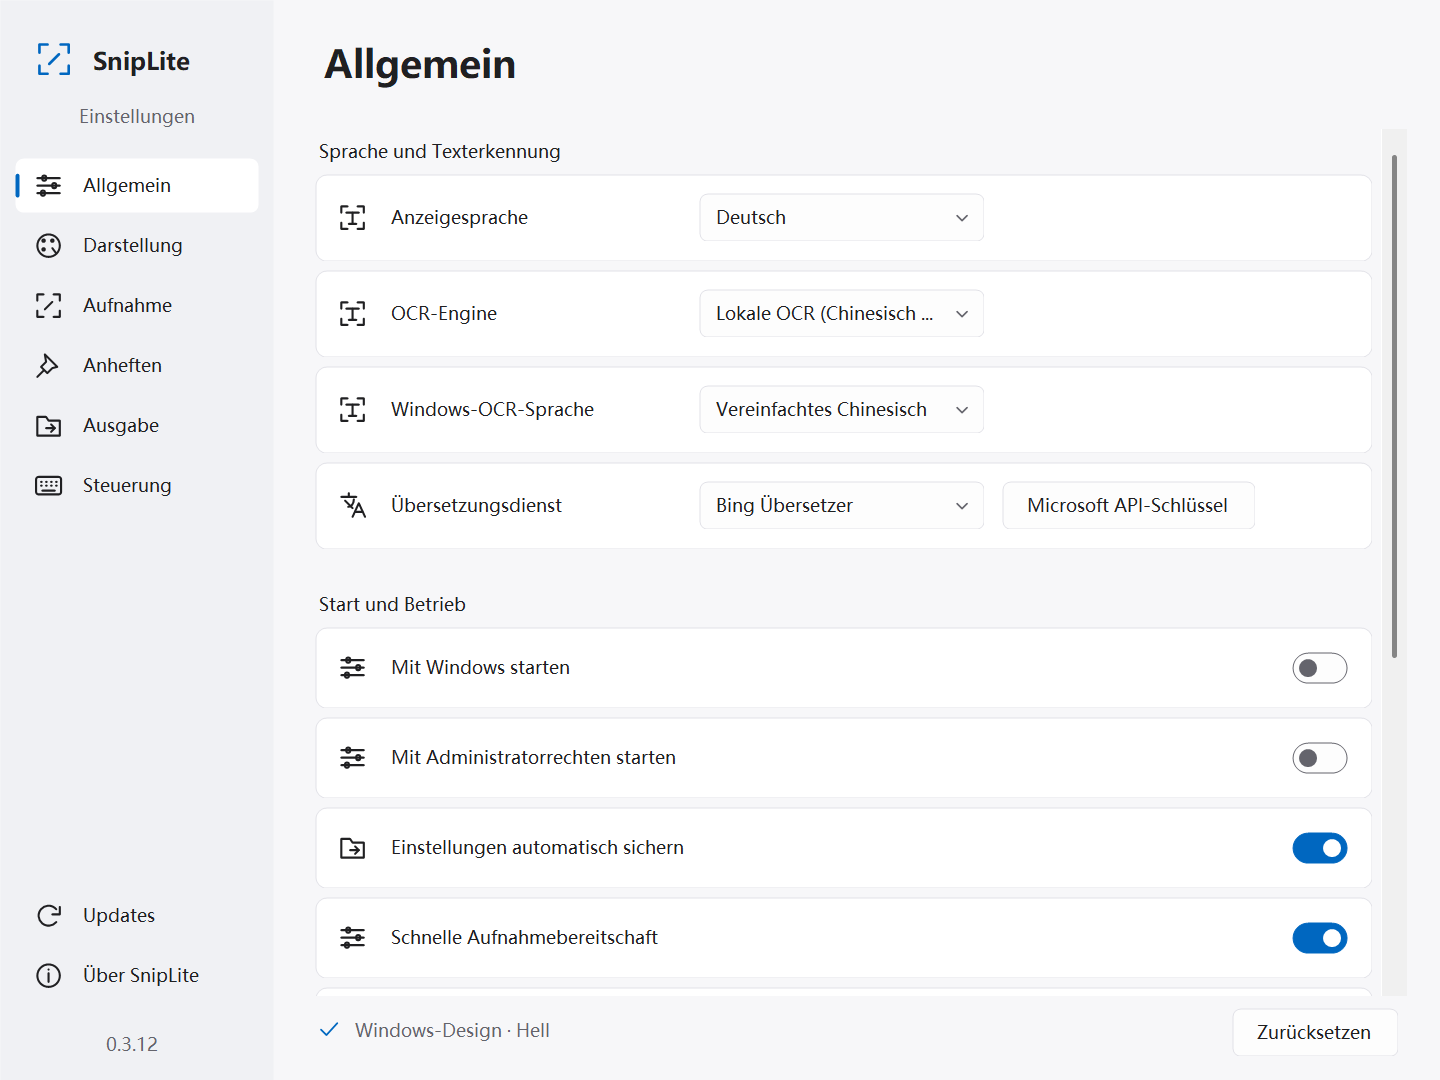 SnipLite
Einstellungen
Allgemein
Darstellung
Aufnahme
Anheften
Ausgabe
Steuerung
Updates
Über SnipLite
0.3.12
Allgemein
Sprache und Texterkennung
Anzeigesprache
Deutsch
OCR-Engine
Lokale OCR (Chinesisch ...
Windows-OCR-Sprache
Vereinfachtes Chinesisch
Übersetzungsdienst
Bing Übersetzer
Microsoft API-Schlüssel
Start und Betrieb
Mit Windows starten
Mit Administratorrechten starten
Einstellungen automatisch sichern
Schnelle Aufnahmebereitschaft
Windows-Design · Hell
Zurücksetzen